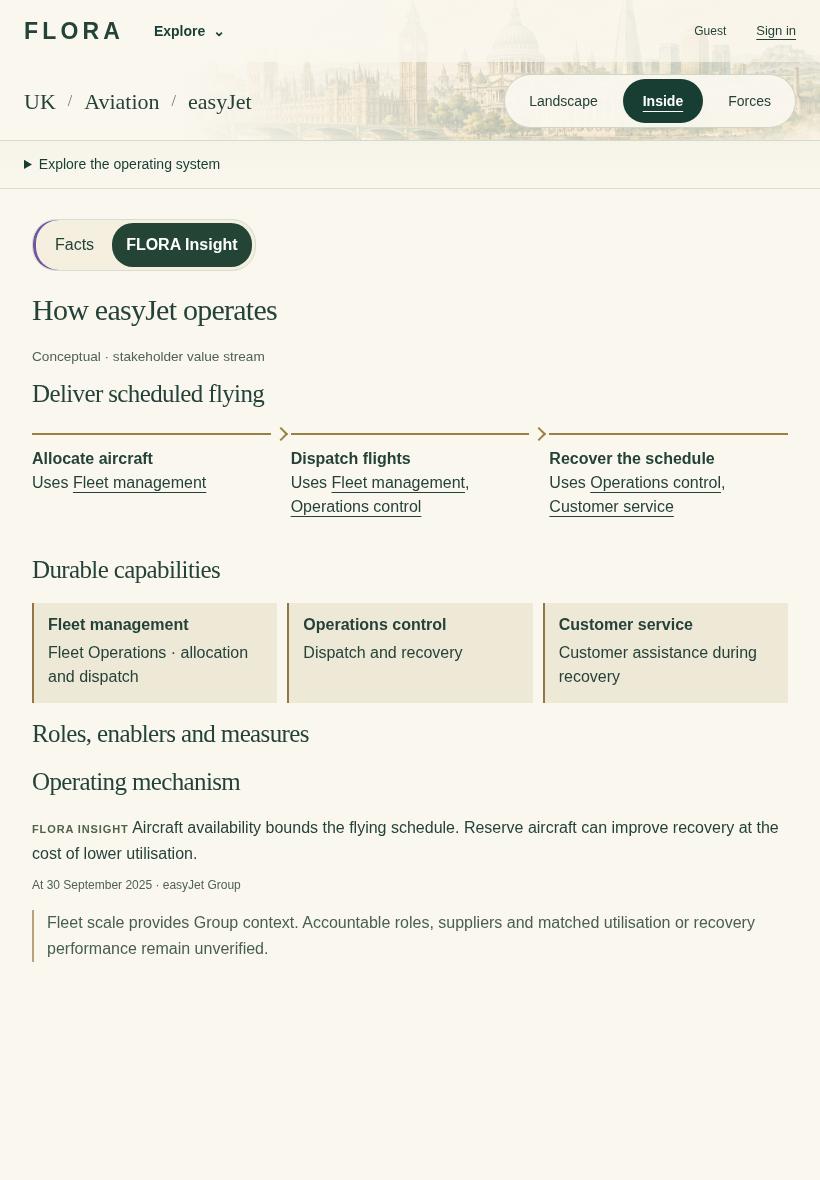 FLORA
Explore
Guest
Sign in
UK / Aviation / easyJet
Landscape
Inside
Forces
Explore the operating system
Facts
FLORA Insight
How easyJet operates
Conceptual · stakeholder value stream
Deliver scheduled flying
Allocate aircraft
Uses Fleet management
Dispatch flights
Uses Fleet management,
Operations control
Recover the schedule
Uses Operations control,
Customer service
Durable capabilities
Fleet management
Fleet Operations · allocation
and dispatch
Operations control
Dispatch and recovery
Customer service
Customer assistance during
recovery
Roles, enablers and measures
Operating mechanism
FLORA INSIGHT Aircraft availability bounds the flying schedule. Reserve aircraft can improve recovery at the
cost of lower utilisation.
At 30 September 2025 · easyJet Group
Fleet scale provides Group context. Accountable roles, suppliers and matched utilisation or recovery
performance remain unverified.